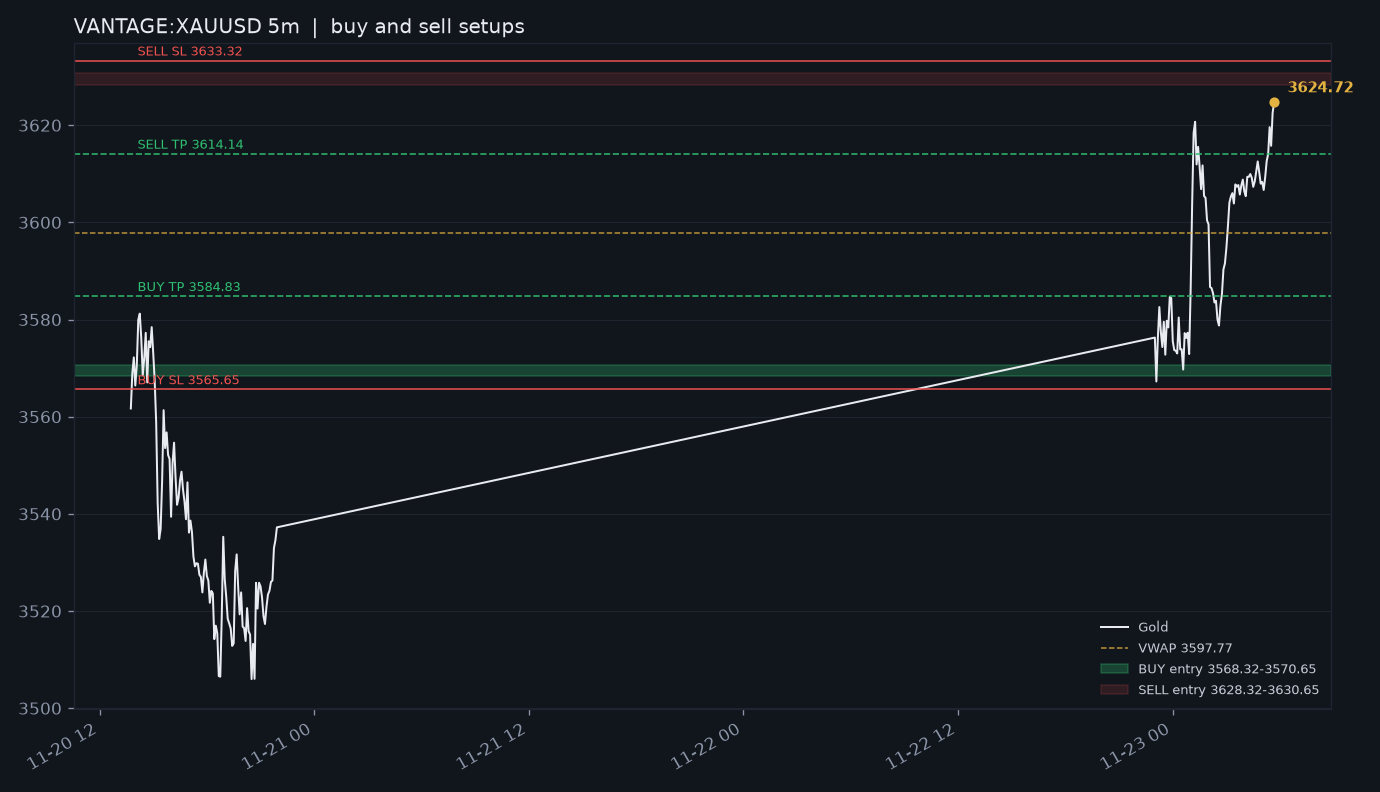 VANTAGE:XAUUSD 5m | buy and sell setups
SELL SL 3633.32
3624.72
3620
SELL TP 3614.14
3600
BUY TP 3584.83
3580
BUY SL 3565.65
3560
3540
3520
3500
Gold
VWAP 3597.77
BUY entry 3568.32-3570.65
SELL entry 3628.32-3630.65
11-20 12
11-21 00
11-21 12
11-22 00
11-22 12
11-23 00